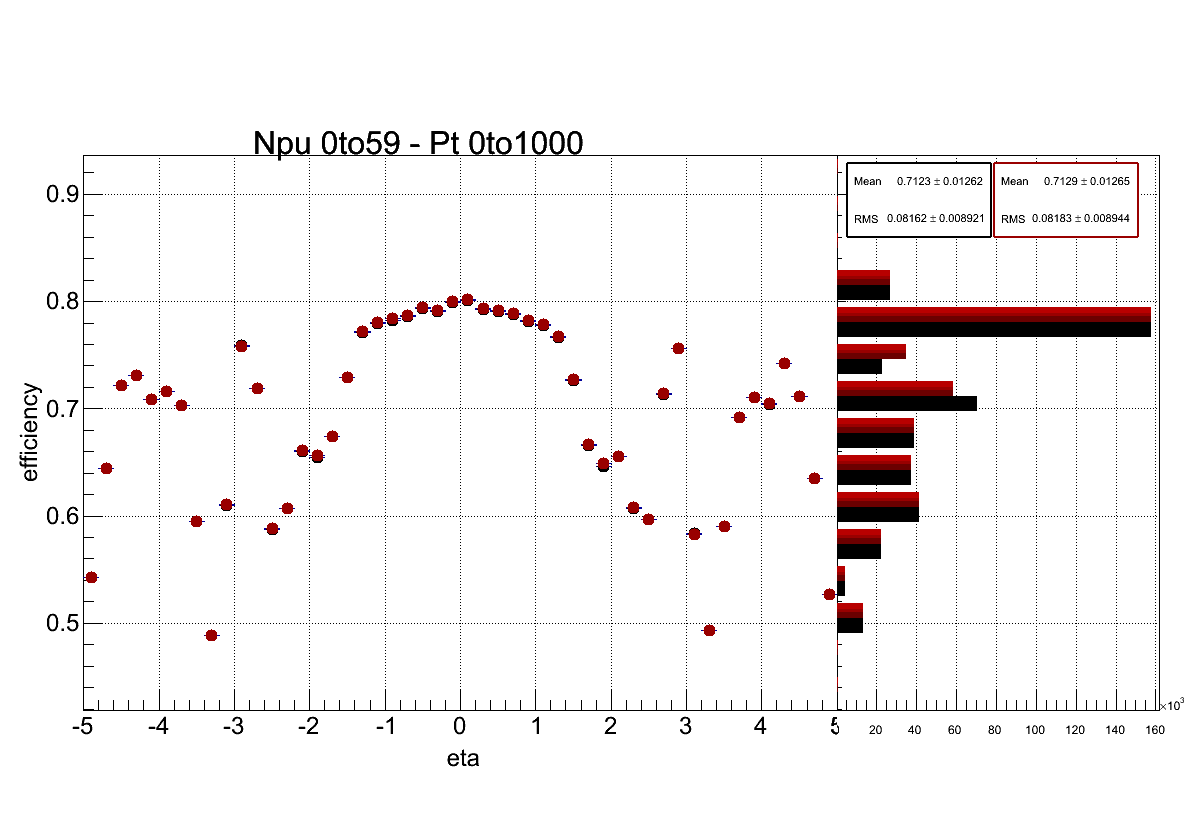 Npu 0to59 - Pt 0to1000
Mean 0.7123 ± 0.01262
RMS 0.08162 ± 0.008921
Mean 0.7129 ± 0.01265
RMS 0.08183 ± 0.008944
0.9
0.8
0.7
0.6
0.5
efficiency
-5 -4 -3 -2 -1 0 1 2 3 4
20 40 60 80 100 120 140 160
×10³
eta